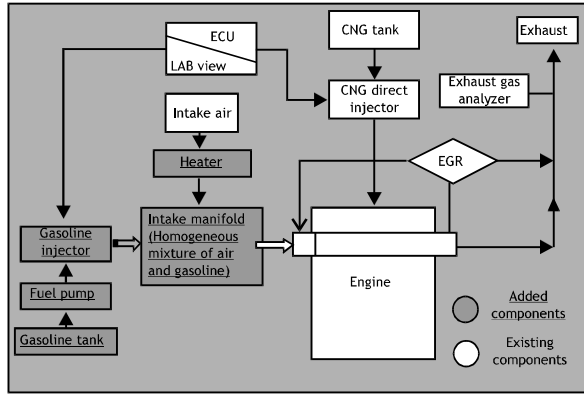 ECU
LAB view
CNG tank
Exhaust
Intake air
CNG direct
injector
Exhaust gas
analyzer
Heater
EGR
Gasoline
injector
Intake manifold
(Homogeneous
mixture of air
and gasoline)
Fuel pump
Gasoline tank
Engine
Added
components
Existing
components